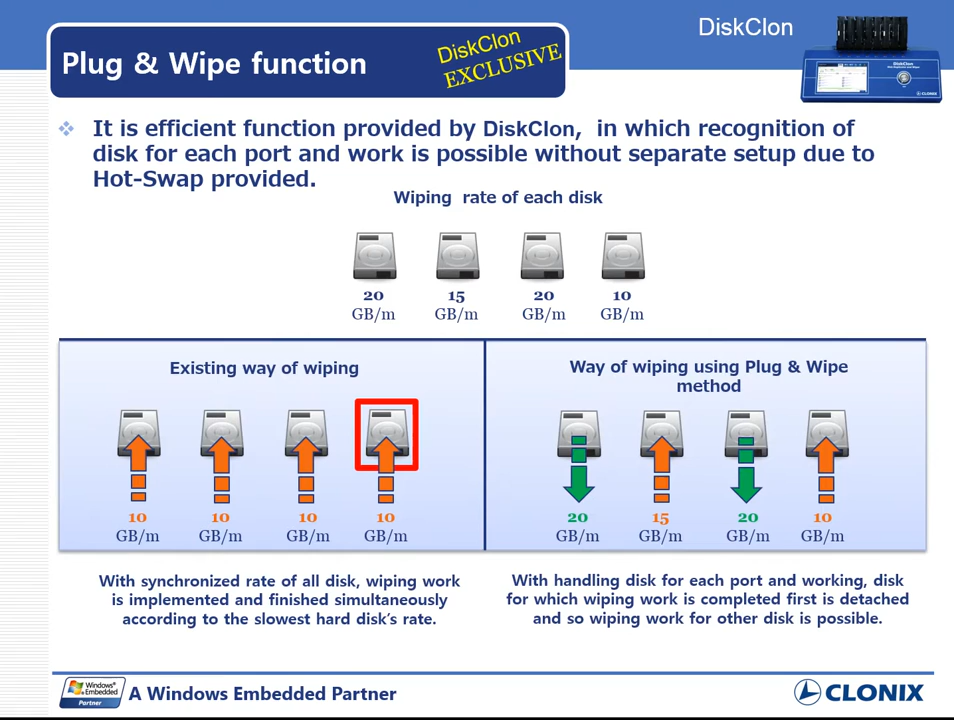 DiskClon
Plug & Wipe function
DiskClon
EXCLUSIVE
DiskClon
CLONIX
It is efficient function provided by DiskClon, in which recognition of
disk for each port and work is possible without separate setup due to
Hot-Swap provided.
Wiping rate of each disk
20 15 20 10
GB/m GB/m GB/m GB/m
Existing way of wiping
10 10 10 10
GB/m GB/m GB/m GB/m
With synchronized rate of all disk, wiping work
is implemented and finished simultaneously
according to the slowest hard disk's rate.
Way of wiping using Plug & Wipe
method
20 15 20 10
GB/m GB/m GB/m GB/m
With handling disk for each port and working, disk
for which wiping work is completed first is detached
and so wiping work for other disk is possible.
Windows®
Embedded
Partner
A Windows Embedded Partner
CLONIX